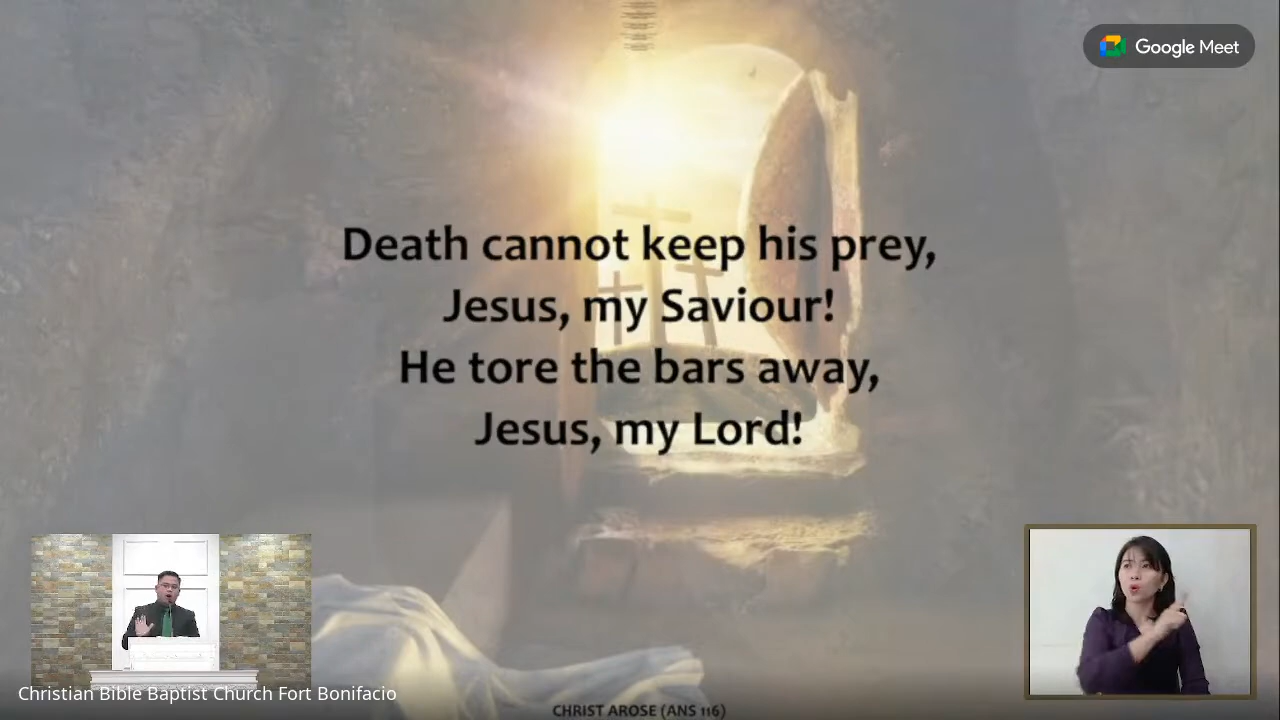 Google Meet
Death cannot keep his prey,
Jesus, my Saviour!
He tore the bars away,
Jesus, my Lord!
Christian Bible Baptist Church Fort Bonifacio
CHRIST AROSE (ANS 116)